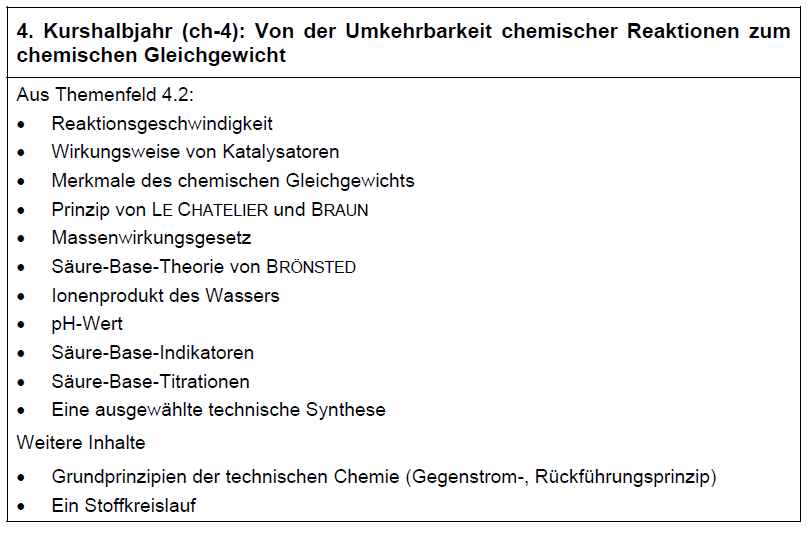 4. Kurshalbjahr (ch-4): Von der Umkehrbarkeit chemischer Reaktionen zum
chemischen Gleichgewicht
Aus Themenfeld 4.2:
• Reaktionsgeschwindigkeit
• Wirkungsweise von Katalysatoren
• Merkmale des chemischen Gleichgewichts
• Prinzip von LE CHATELIER und BRAUN
• Massenwirkungsgesetz
• Säure-Base-Theorie von BRÖNSTED
• Ionenprodukt des Wassers
• pH-Wert
• Säure-Base-Indikatoren
• Säure-Base-Titrationen
• Eine ausgewählte technische Synthese
Weitere Inhalte
• Grundprinzipien der technischen Chemie (Gegenstrom-, Rückführungsprinzip)
• Ein Stoffkreislauf